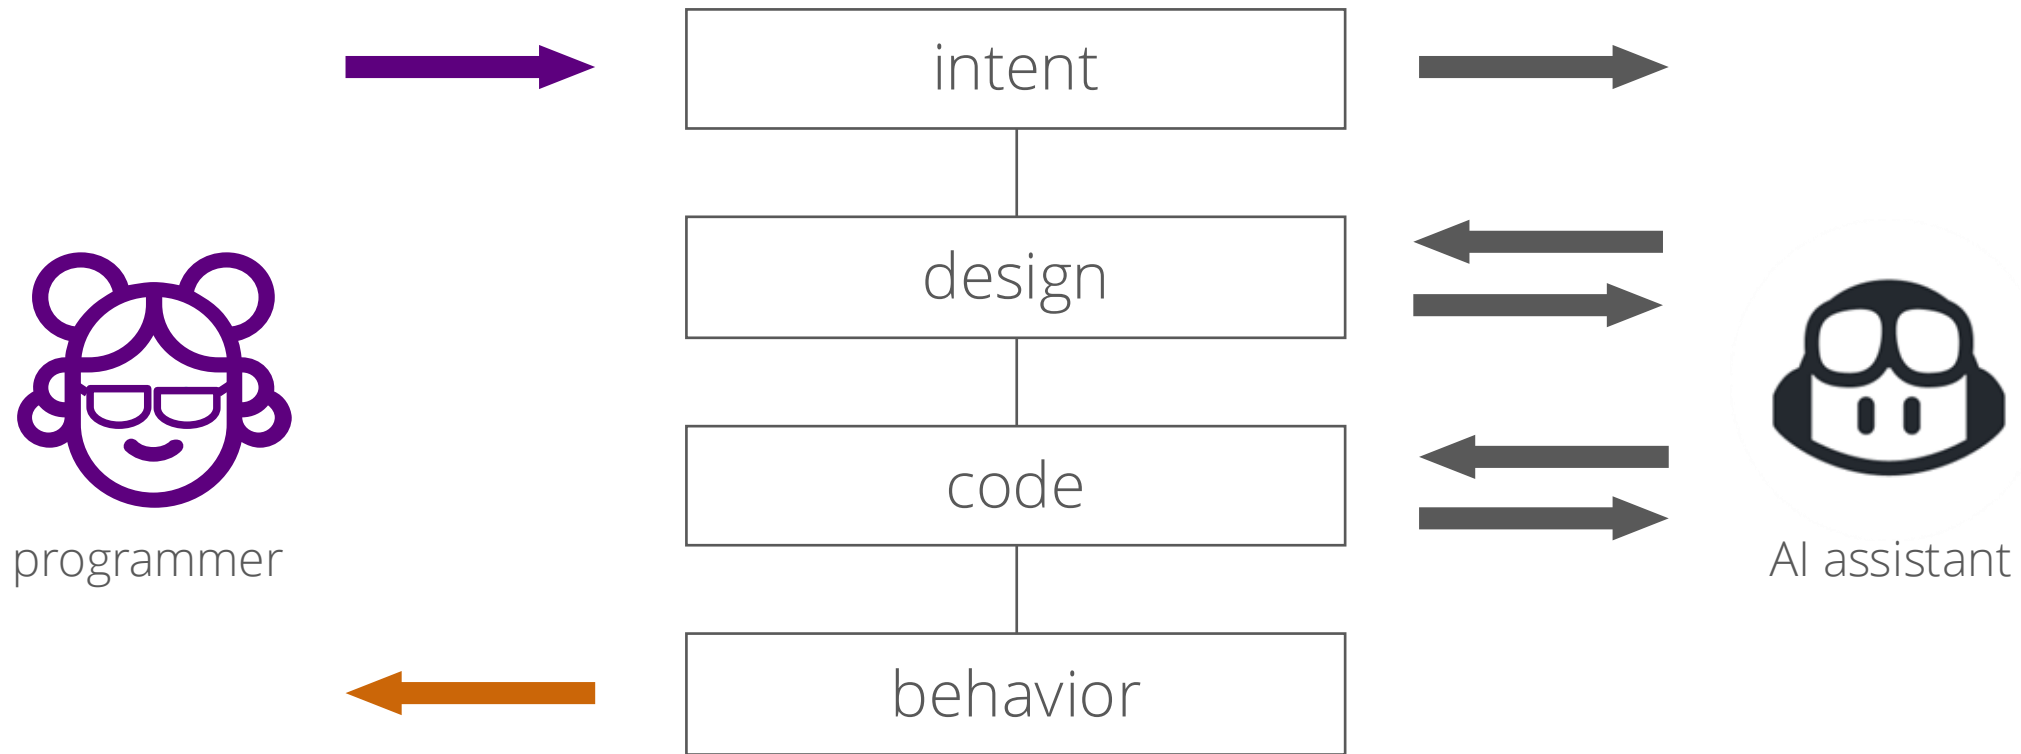 intent
design
code
programmer
AI assistant
behavior